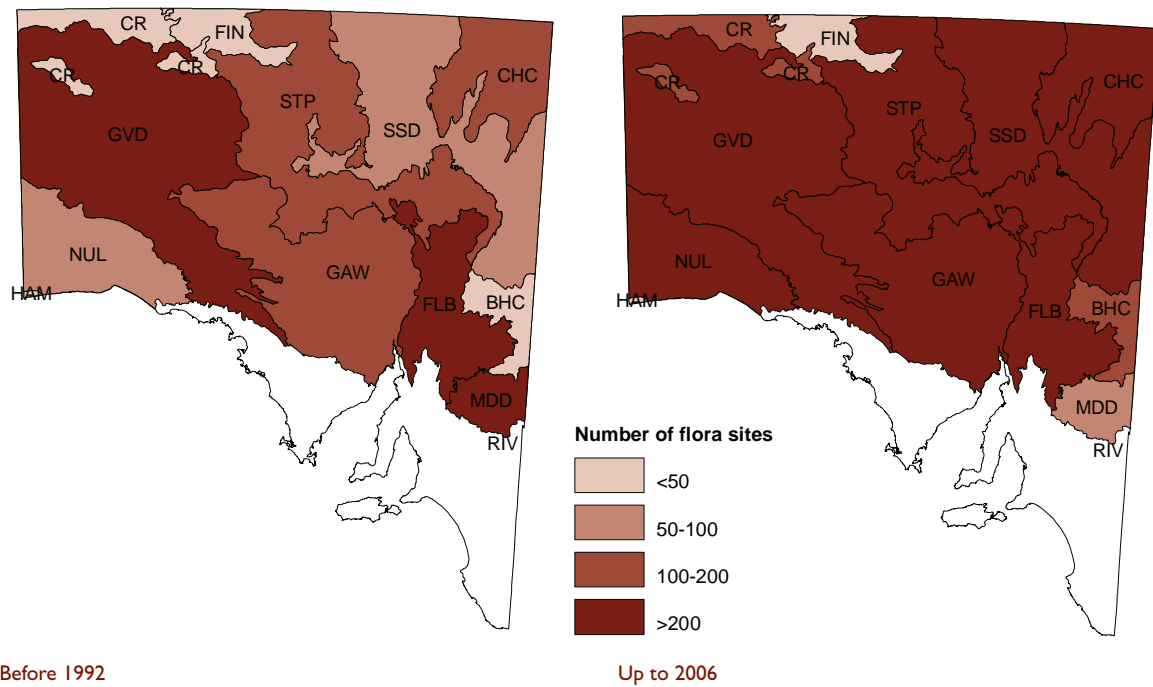 CR
FIN
CR
CR
CHC
STP
SSD
GVD
NUL
GAW
HAM
FLB
BHC
MDD
RIV
CR
FIN
CR
CR
CHC
STP
SSD
GVD
NUL
GAW
HAM
FLB
BHC
MDD
RIV
Number of flora sites
<50
50-100
100-200
>200
Before 1992
Up to 2006